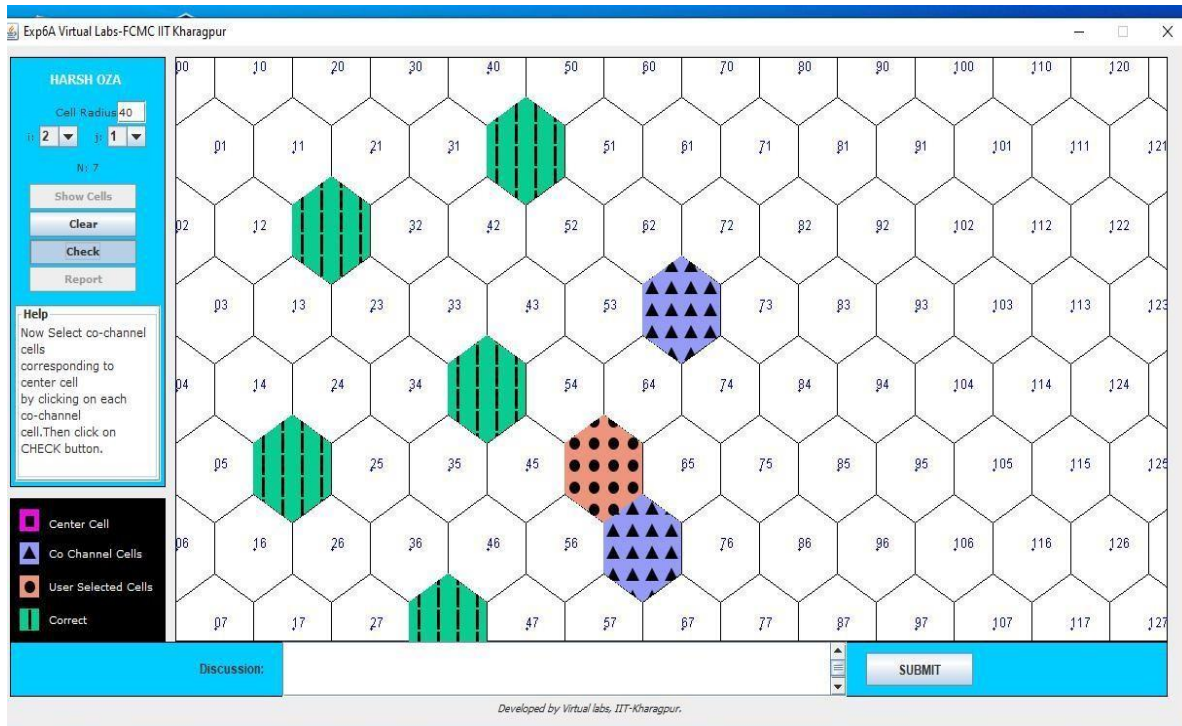 Exp6A Virtual Labs-FCMC IIT Kharagpur
HARSH OZA
Cell Radius 40
i: 2 j: 1
N: 7
Show Cells
Clear
Check
Report
Help
Now Select co-channel
cells
corresponding to
center cell
by clicking on each
co-channel
cell.Then click on
CHECK button.
Center Cell
Co Channel Cells
User Selected Cells
Correct
00 10 20 30 40 50 60 70 80 90 100 110 120
01 11 21 31 51 61 71 81 91 101 111 121
02 12 32 42 52 62 72 82 92 102 112 122
03 13 23 33 43 53 73 83 93 103 113 123
04 14 24 34 54 64 74 84 94 104 114 124
05 25 35 45 65 75 85 95 105 115 125
06 16 26 36 46 56 76 86 96 106 116 126
07 17 27 47 57 67 77 87 97 107 117 127
Discussion:
SUBMIT
Developed by Virtual labs, IIT-Kharagpur.